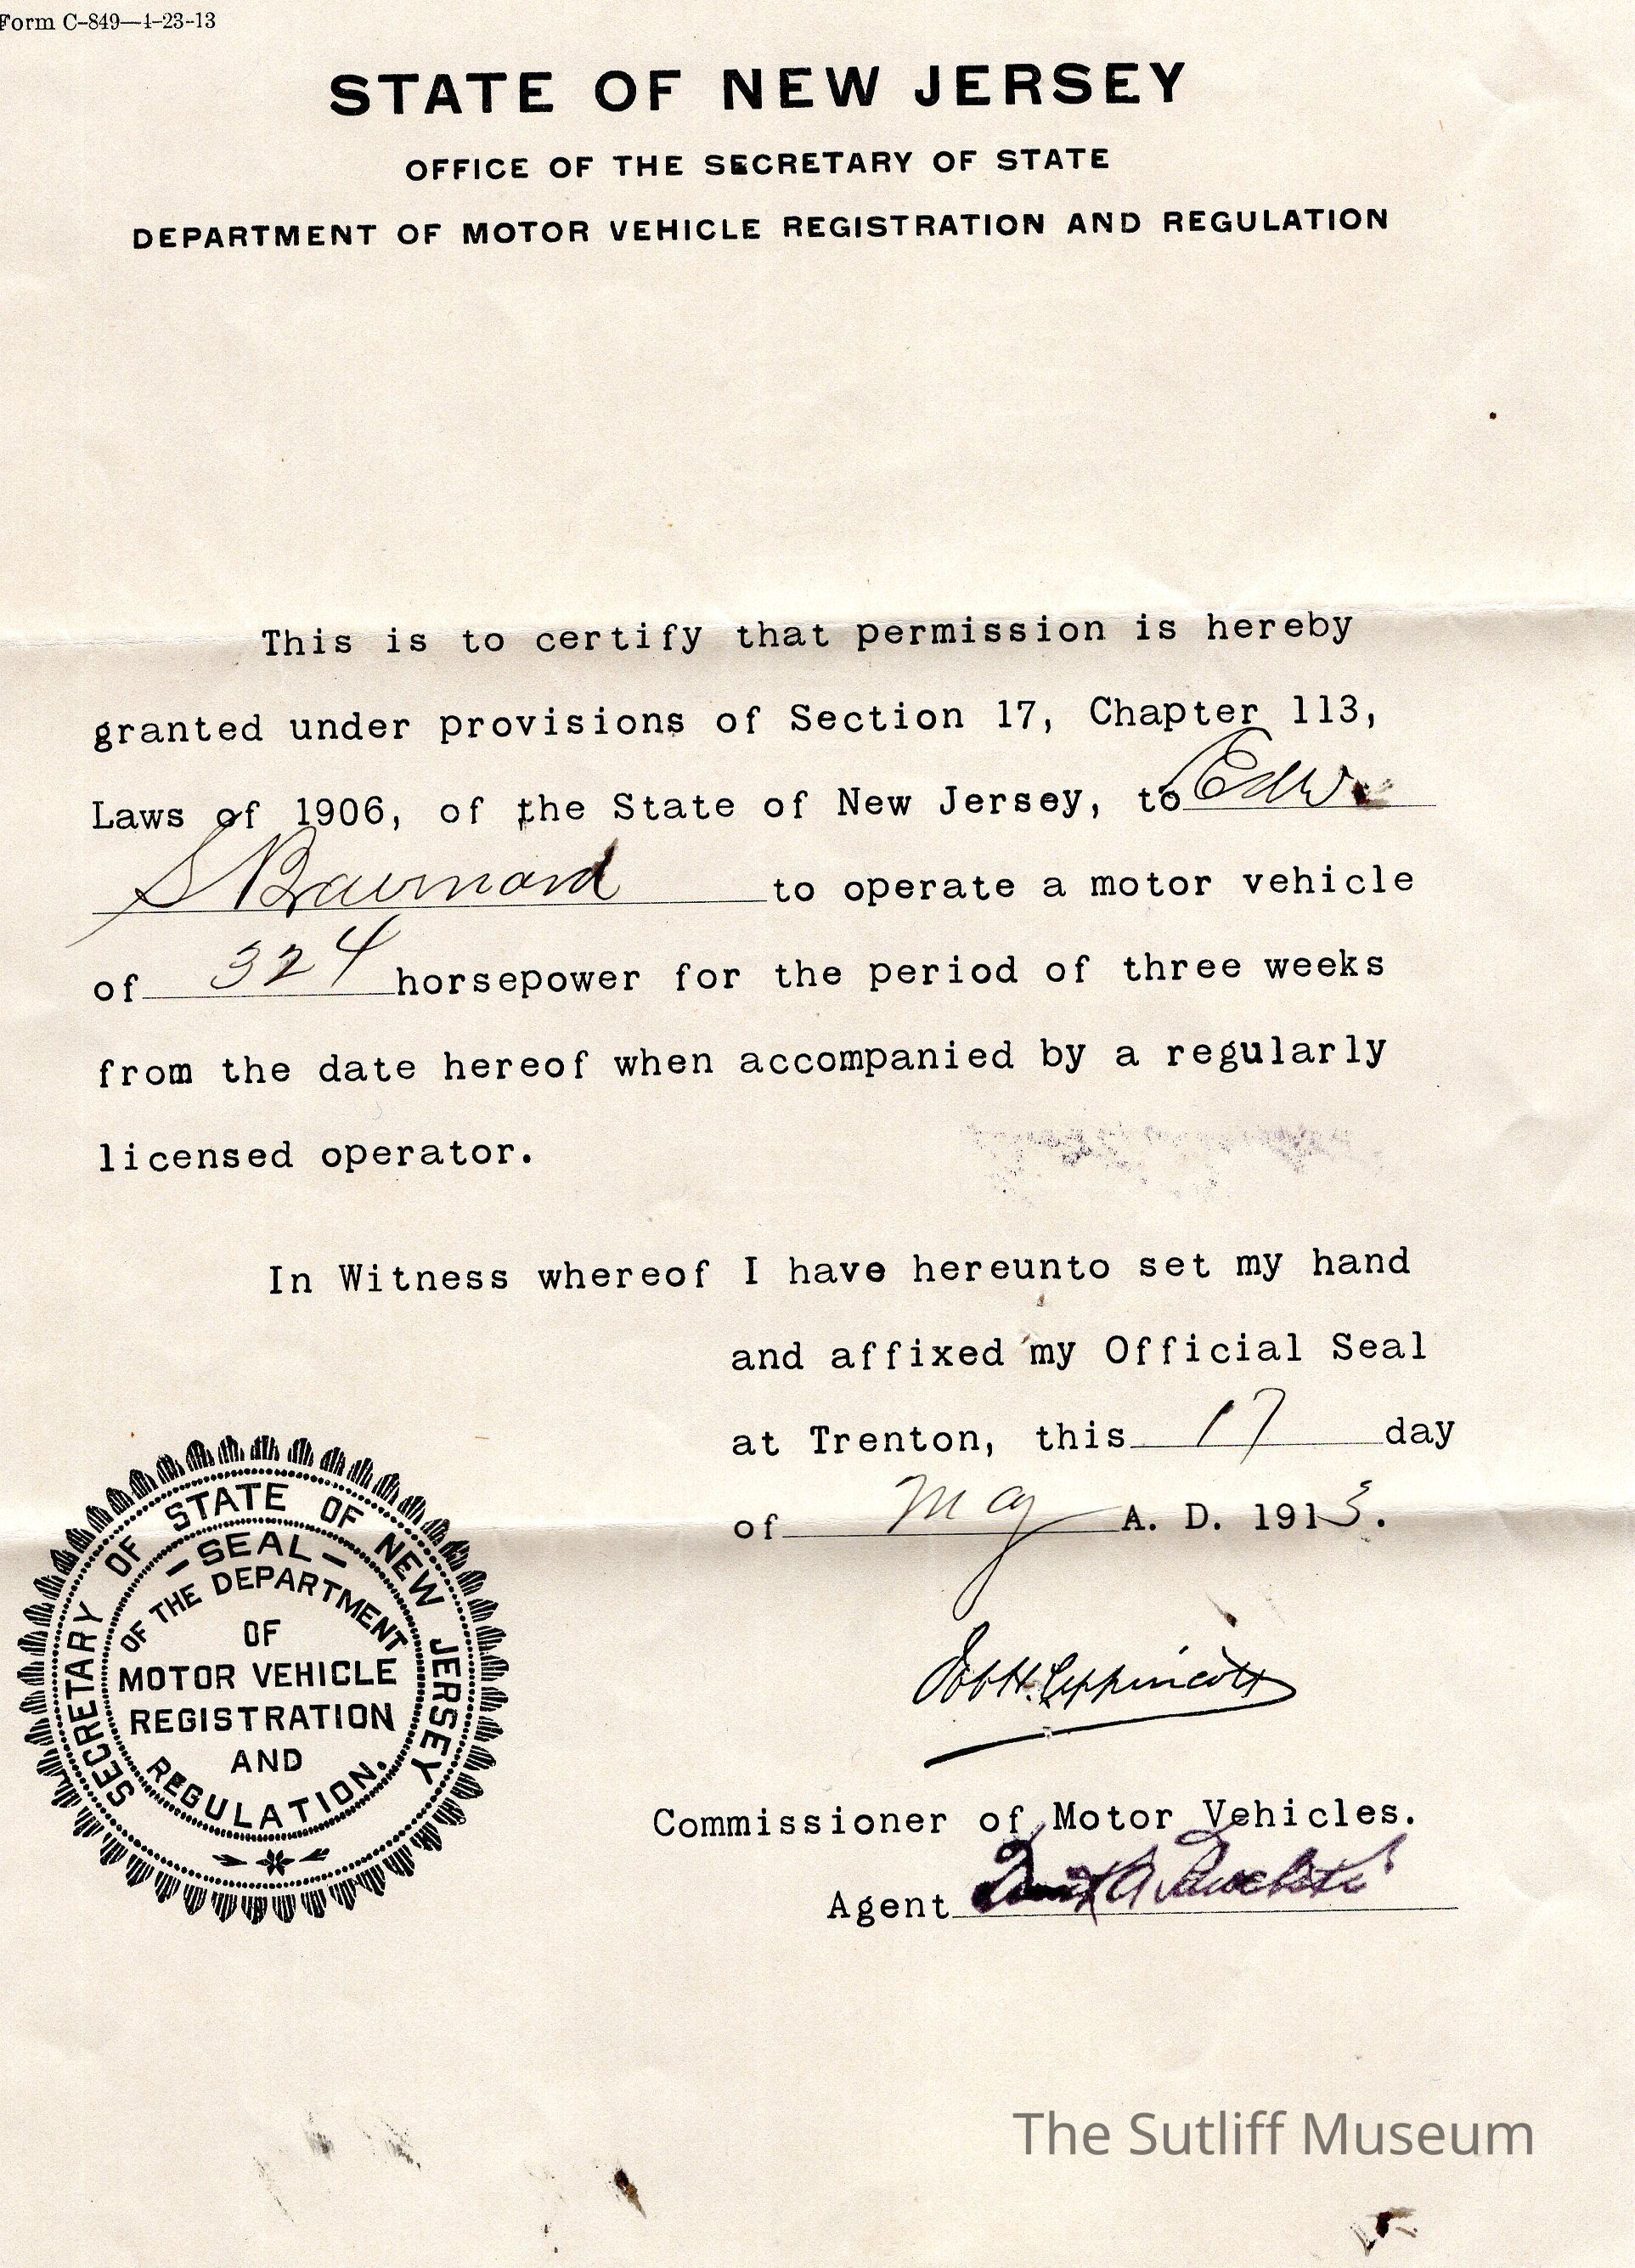 Form C-849—4-23-13
STATE OF NEW JERSEY
OFFICE OF THE SECRETARY OF STATE
DEPARTMENT OF MOTOR VEHICLE REGISTRATION AND REGULATION
This is to certify that permission is hereby
granted under provisions of Section 17, Chapter 113,
Laws of 1906, of the State of New Jersey, to Edw.
S to operate a motor vehicle
of 324 horsepower for the period of three weeks
from the date hereof when accompanied by a regularly
licensed operator.
In Witness whereof I have hereunto set my hand
and affixed my Official Seal
at Trenton, this 17 day
of May A. D. 1913.
Job H. Lippincott
Commissioner of Motor Vehicles.
Agent
SECRETARY OF STATE OF NEW JERSEY
—SEAL—
OF THE DEPARTMENT
OF
MOTOR VEHICLE
REGISTRATION
AND
REGULATION.
The Sutliff Museum